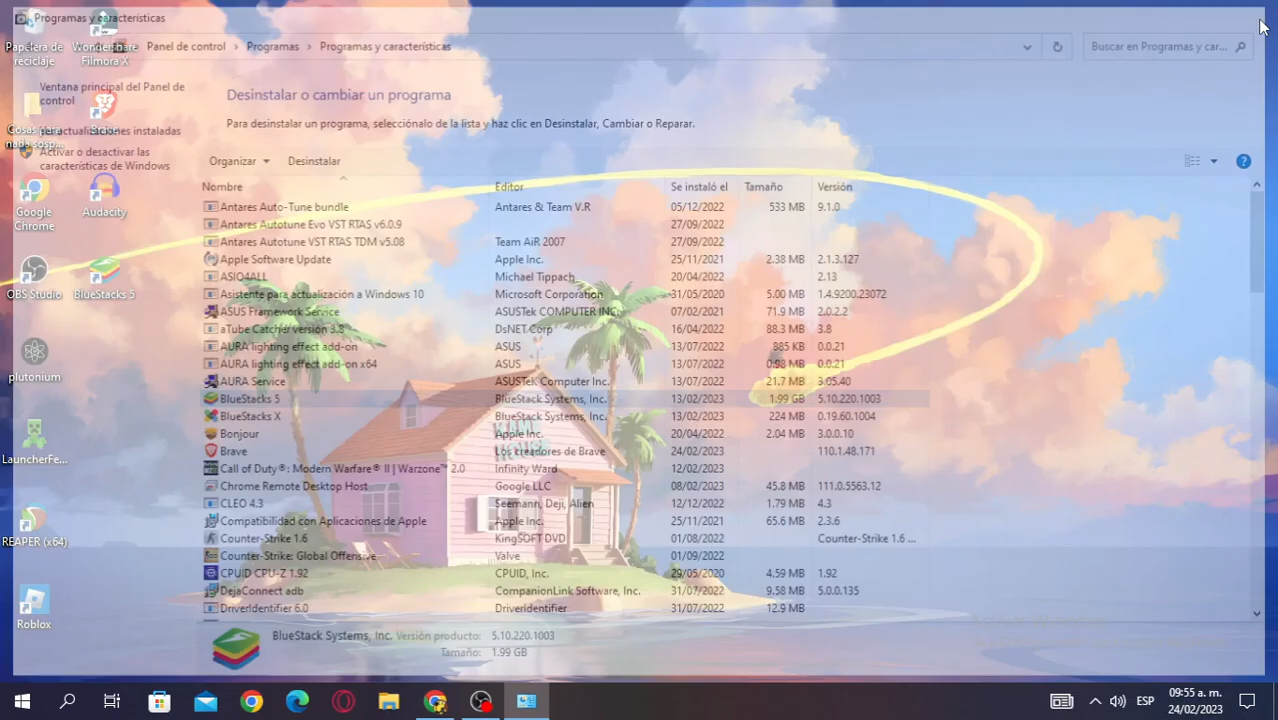 Programas y características
Panel de control > Programas > Programas y características
Buscar en Programas y car...
Ventana principal del Panel de
control
actualizaciones instaladas
Activar o desactivar las
características de Windows
Desinstalar o cambiar un programa
Para desinstalar un programa, selecciónalo de la lista y haz clic en Desinstalar, Cambiar o Reparar.
Organizar Desinstalar
Nombre Editor Se instaló el Tamaño Versión
Antares Auto-Tune bundle Antares & Team V.R 05/12/2022 533 MB 9.1.0
Antares Autotune Evo VST RTAS v6.0.9 27/09/2022
Antares Autotune VST RTAS TDM v5.08 Team AiR 2007 27/09/2022
Apple Software Update Apple Inc. 25/11/2021 2.38 MB 2.1.3.127
ASIO4ALL Michael Tippach 20/04/2022 2.13
Asistente para actualización a Windows 10 Microsoft Corporation 31/05/2020 5.00 MB 1.4.9200.23072
ASUS Framework Service ASUSTek COMPUTER INC. 07/02/2021 71.9 MB 2.0.2.2
aTube Catcher versión 3.8 DsNET Corp 16/04/2022 88.3 MB 3.8
AURA lighting effect add-on ASUS 13/07/2022 885 KB 0.0.21
AURA lighting effect add-on x64 ASUS 13/07/2022 0.98 MB 0.0.21
AURA Service ASUSTek Computer Inc. 13/07/2022 21.7 MB 3.05.40
BlueStacks 5 BlueStack Systems, Inc. 13/02/2023 1.99 GB 5.10.220.1003
BlueStacks X BlueStack Systems, Inc. 13/02/2023 224 MB 0.19.60.1004
Bonjour Apple Inc. 20/04/2022 2.04 MB 3.0.0.10
Brave Los creadores de Brave 24/02/2023 110.1.48.171
Call of Duty®: Modern Warfare® II | Warzone™ 2.0 Infinity Ward 12/02/2023
Chrome Remote Desktop Host Google LLC 08/02/2023 45.8 MB 111.0.5563.12
CLEO 4.3 Seemann, Deji, Alien 12/12/2022 1.79 MB 4.3
Compatibilidad con Aplicaciones de Apple Apple Inc. 25/11/2021 65.6 MB 2.3.6
Counter-Strike 1.6 KingSOFT DVD 01/08/2022 Counter-Strike 1.6 ...
Counter-Strike: Global Offensive Valve 01/09/2022
CPUID CPU-Z 1.92 CPUID, Inc. 29/05/2020 4.59 MB 1.92
DejaConnect adb CompanionLink Software, Inc. 31/07/2022 9.58 MB 5.0.0.135
DriverIdentifier 6.0 DriverIdentifier 31/07/2022 12.9 MB
BlueStack Systems, Inc. Versión producto: 5.10.220.1003
Tamaño: 1.99 GB
Papelera de
reciclaje
Wondershare
Filmora X
Cosas para
nada sosp...
Brave
Google
Chrome
Audacity
OBS Studio
BlueStacks 5
plutonium
LauncherFe...
REAPER (x64)
Roblox
ESP
09:55 a. m.
24/02/2023